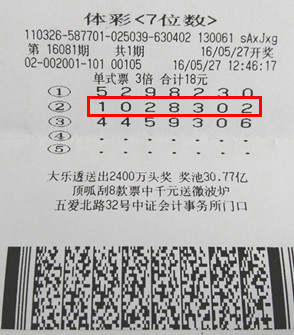 体彩<7位数>
110326-587701-025039-630402 130061 sAxJxg
第 16081期 共1期 16/05/27开奖
02-002001-101 00105 16/05/26 12:46:17
单式票 3倍 合计18元
① 5 2 9 8 2 3 0
② 1 0 2 8 3 0 2
③ 4 4 5 9 3 0 6
④ -
⑤ -
大乐透送出2400万头奖 奖池30.77亿
顶呱刮8款票中千元送微波炉
五爱北路32号中证会计事务所门口